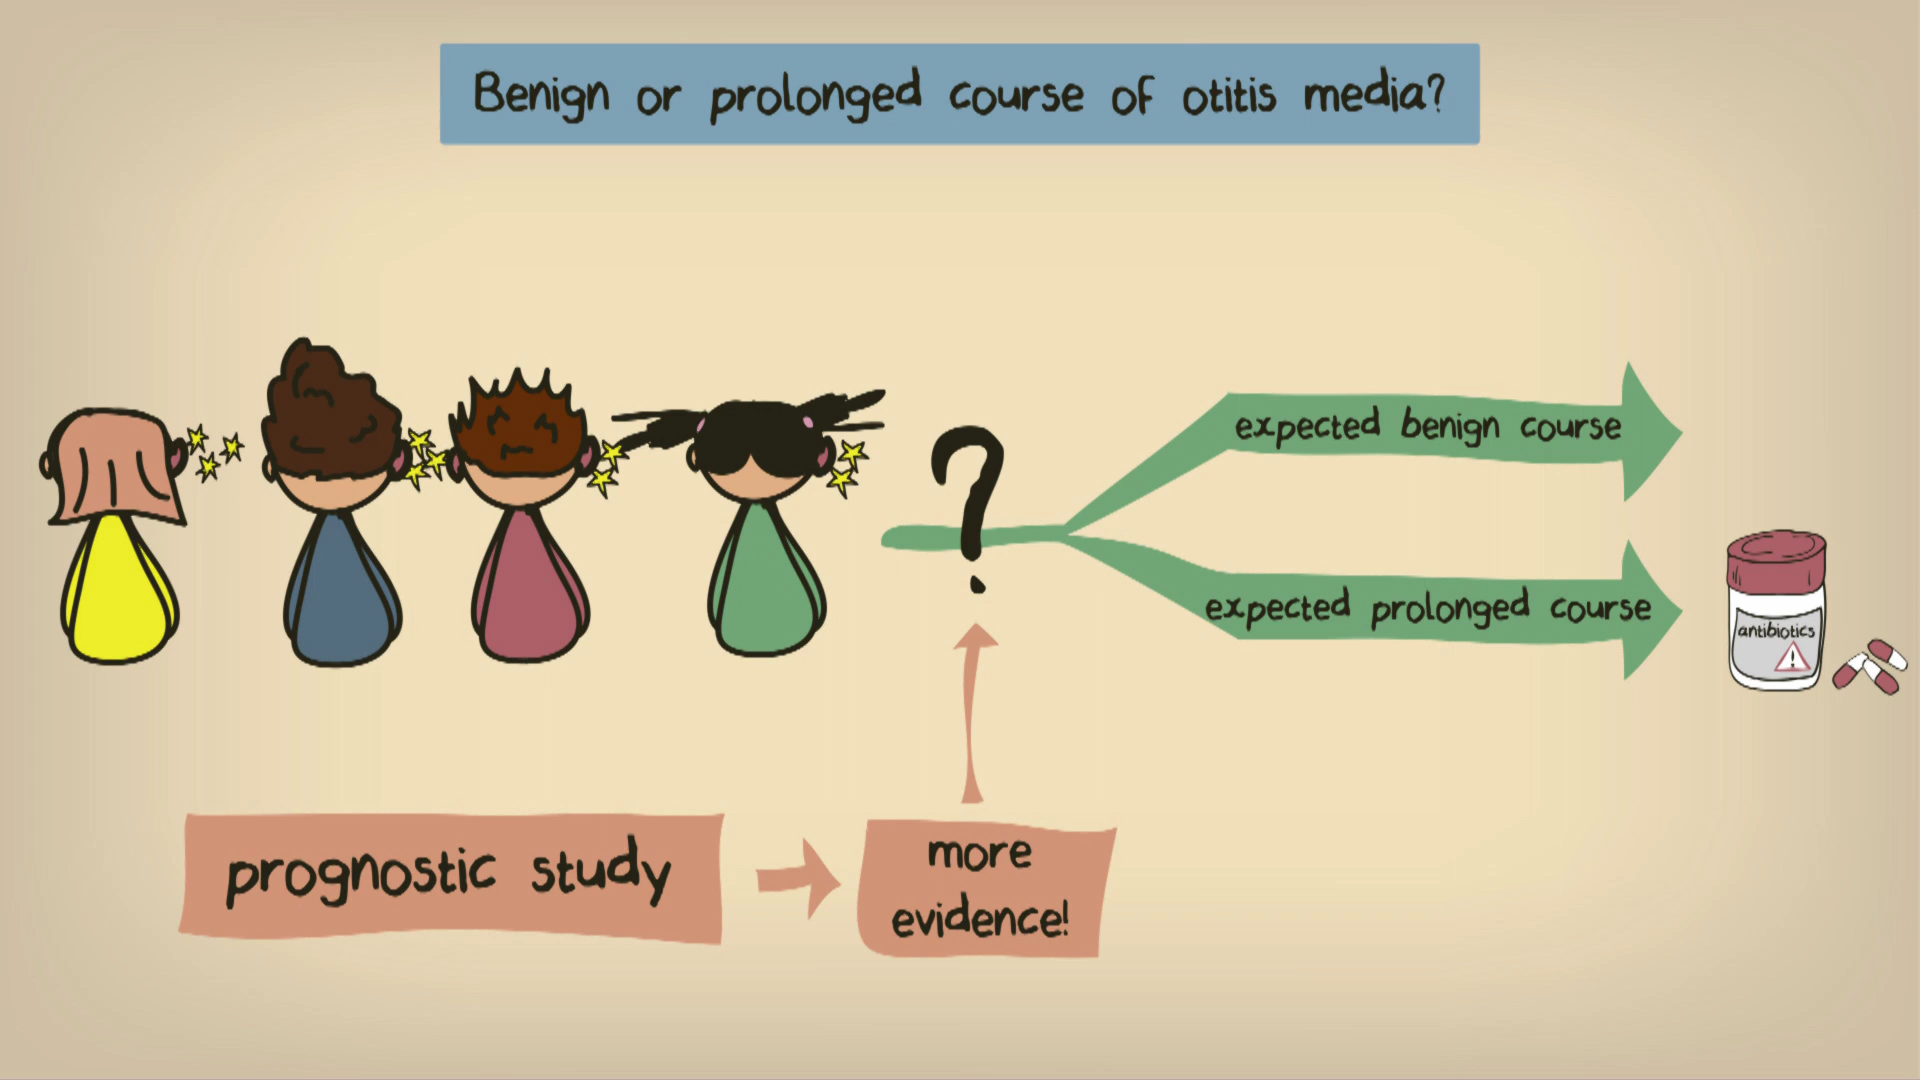 Benign or prolonged course of otitis media?
expected benign course
expected prolonged course
antibiotics
!
prognostic study
more
evidence!
?